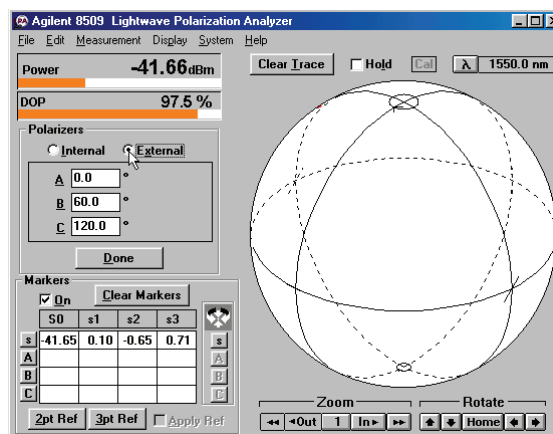 PA Agilent 8509 Lightwave Polarization Analyzer
File Edit Measurement Display System Help
Power -41.66dBm
DOP 97.5 %
Clear Trace Hold Cal λ 1550.0 nm
Polarizers
Internal External
A 0.0 °
B 60.0 °
C 120.0 °
Done
Markers
On Clear Markers
S0 s1 s2 s3
s -41.65 0.10 -0.65 0.71 s
A A
B B
C C
2pt Ref 3pt Ref Apply Ref
Zoom Rotate
Out 1 In Home